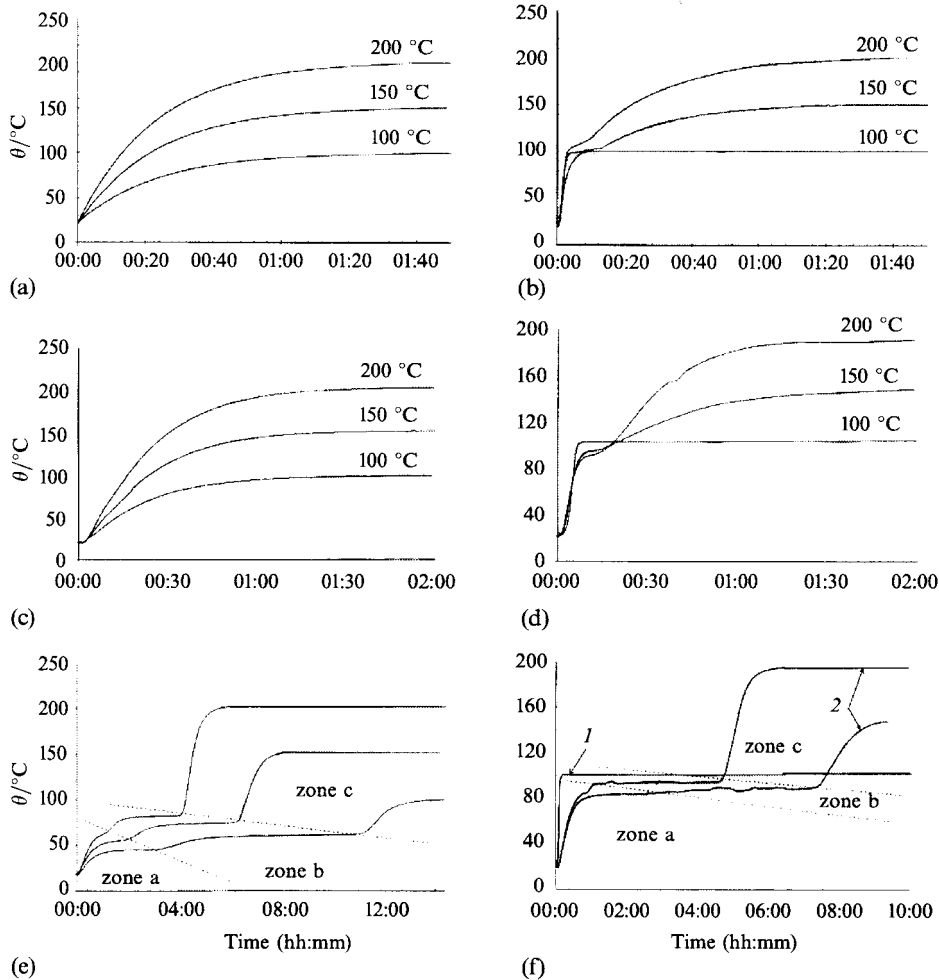 250
200 °C
200
150 °C
150
100 °C
100
50
0
θ/°C
00:00 00:20 00:40 01:00 01:20 01:40
(a)
250
200 °C
200
150 °C
150
100 °C
100
50
0
00:00 00:20 00:40 01:00 01:20 01:40
(b)
250
200 °C
200
150 °C
150
100 °C
100
50
0
θ/°C
00:00 00:30 01:00 01:30 02:00
(c)
200 °C
200
160
150 °C
120
100 °C
80
40
0
00:00 00:30 01:00 01:30 02:00
(d)
250
200
150
zone c
100
50
zone b
zone a
0
θ/°C
00:00 04:00 08:00 12:00
Time (hh:mm)
(e)
200
2
160
1
zone c
120
80
zone b
zone a
40
0
00:00 02:00 04:00 06:00 08:00 10:00
Time (hh:mm)
(f)